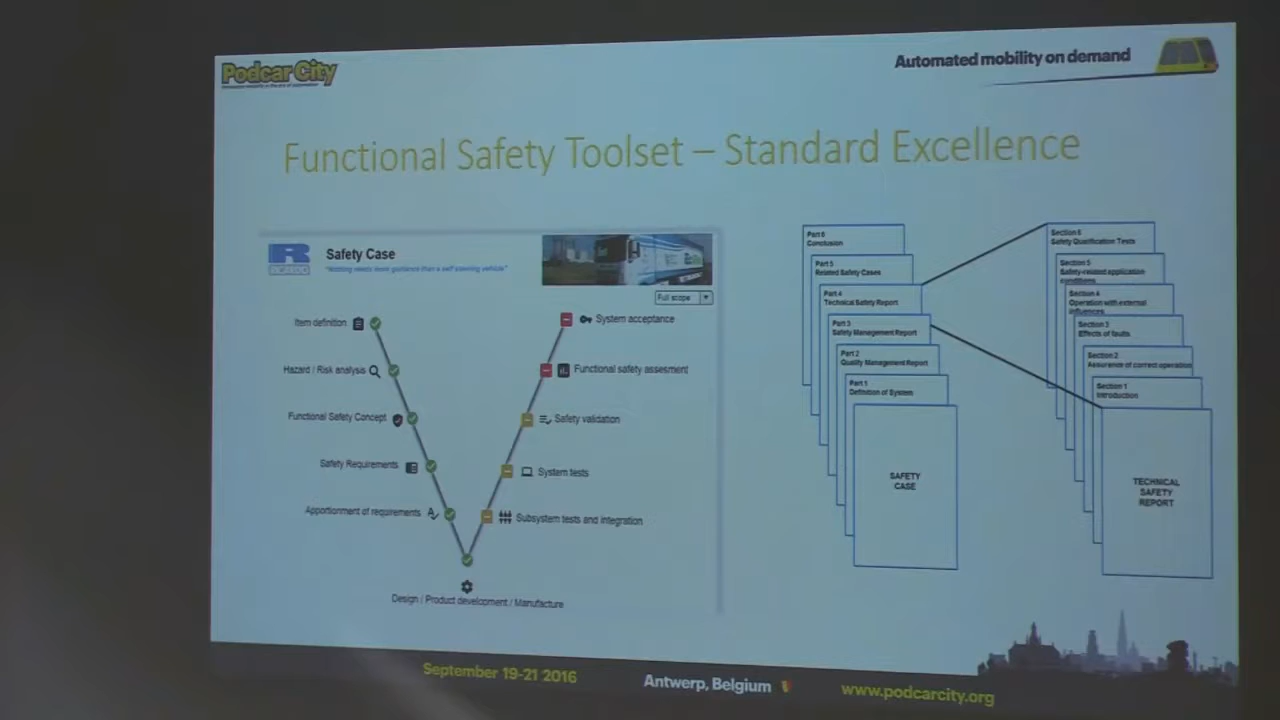 Podcar City
Automated mobility on demand
Functional Safety Toolset – Standard Excellence
Safety Case
"Nothing needs more guidance than a self steering vehicle"
Full scope
Item definition
Hazard / Risk analysis
Functional Safety Concept
Safety Requirements
Apportionment of requirements
Design / Product development / Manufacture
System acceptance
Functional safety assesment
Safety validation
System tests
Subsystem tests and integration
Part 6
Conclusion
Part 5
Related Safety Cases
Part 4
Technical Safety Report
Part 3
Safety Management Report
Part 2
Quality Management Report
Part 1
Definition of System
SAFETY
CASE
Section 6
Safety Qualification Tests
Section 5
Safety-related application
conditions
Section 4
Operation with external
influences
Section 3
Effects of faults
Section 2
Assurance of correct operation
Section 1
Introduction
TECHNICAL
SAFETY
REPORT
September 19-21 2016
Antwerp, Belgium
www.podcarcity.org